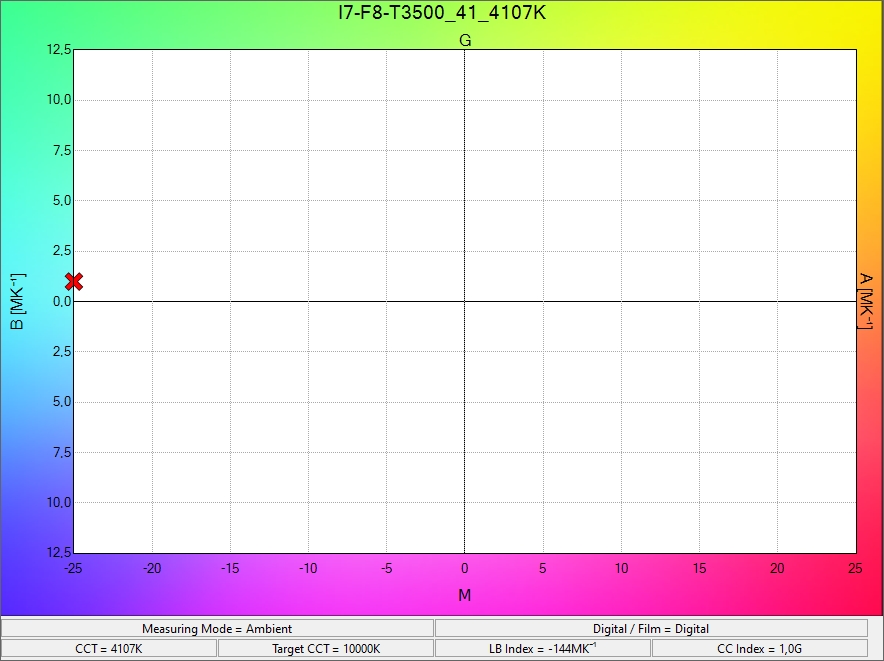 I7-F8-T3500_41_4107K
G
12,5
10,0
7,5
5,0
2,5
0,0
2,5
5,0
7,5
10,0
12,5
B [MK⁻¹]
A [MK⁻¹]
-25 -20 -15 -10 -5 0 5 10 15 20 25
M
Measuring Mode = Ambient Digital / Film = Digital
CCT = 4107K Target CCT = 10000K LB Index = -144MK⁻¹ CC Index = 1,0G